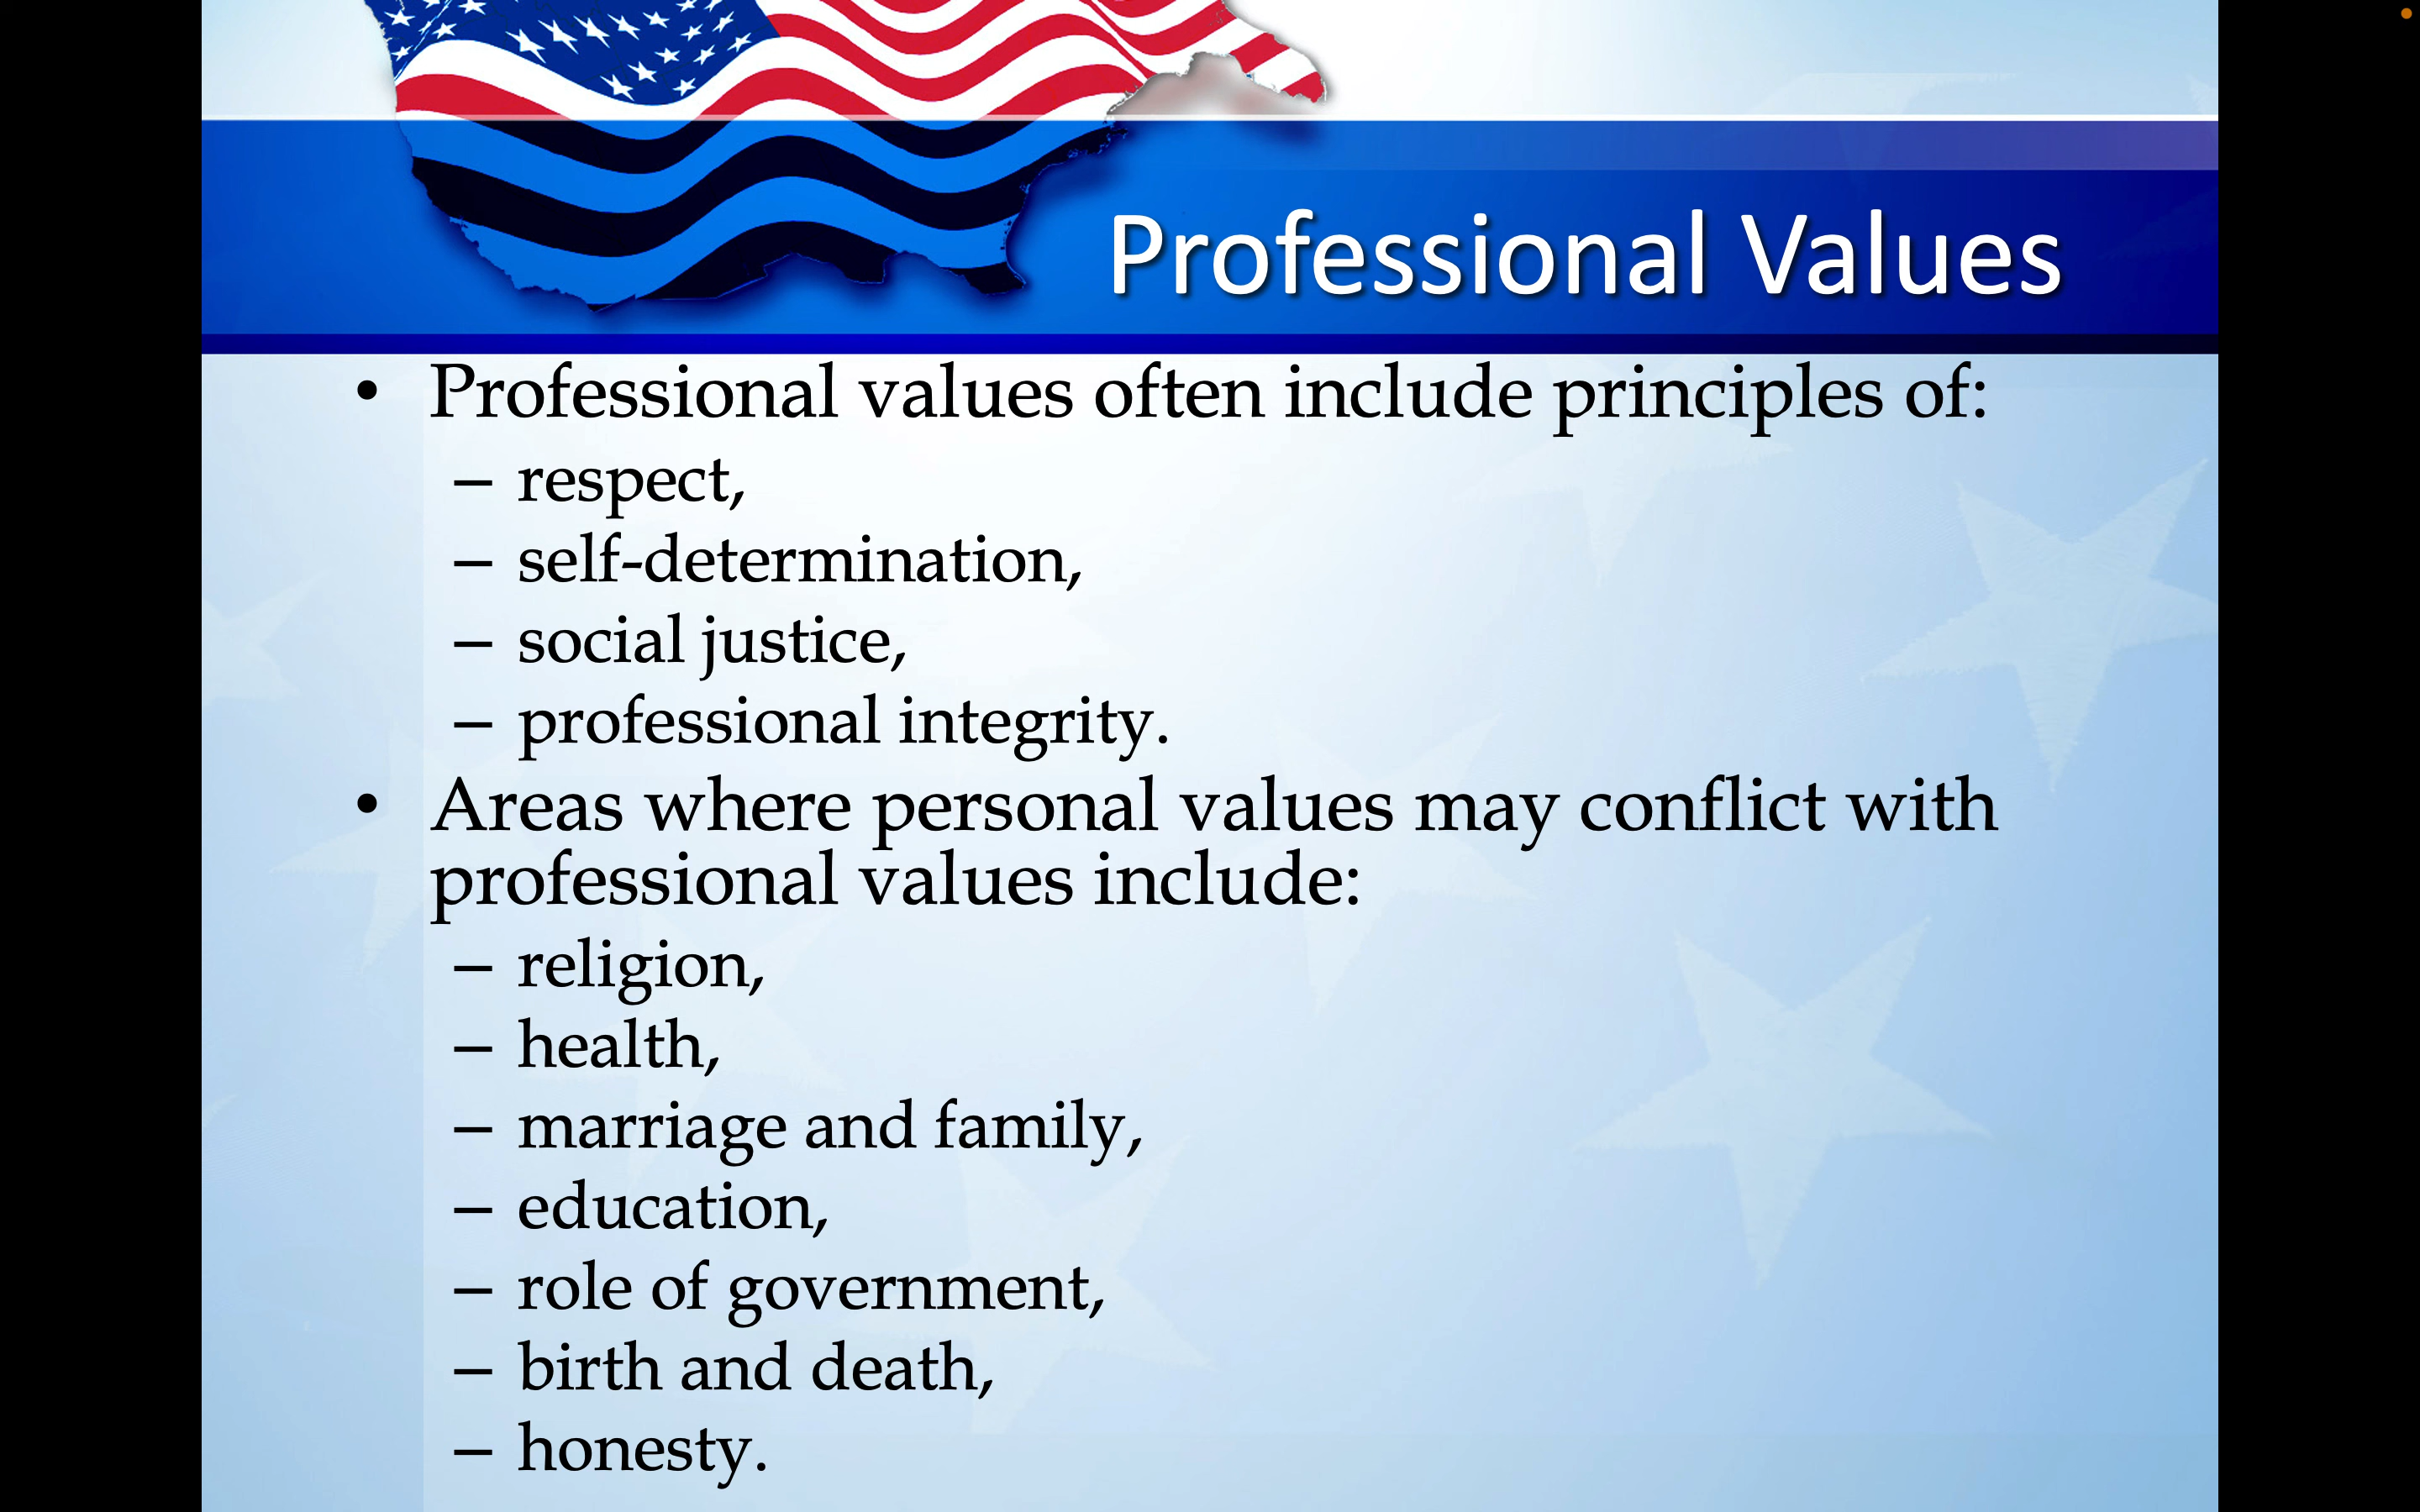 Professional Values
• Professional values often include principles of:
– respect,
– self-determination,
– social justice,
– professional integrity.
• Areas where personal values may conflict with
professional values include:
– religion,
– health,
– marriage and family,
– education,
– role of government,
– birth and death,
– honesty.